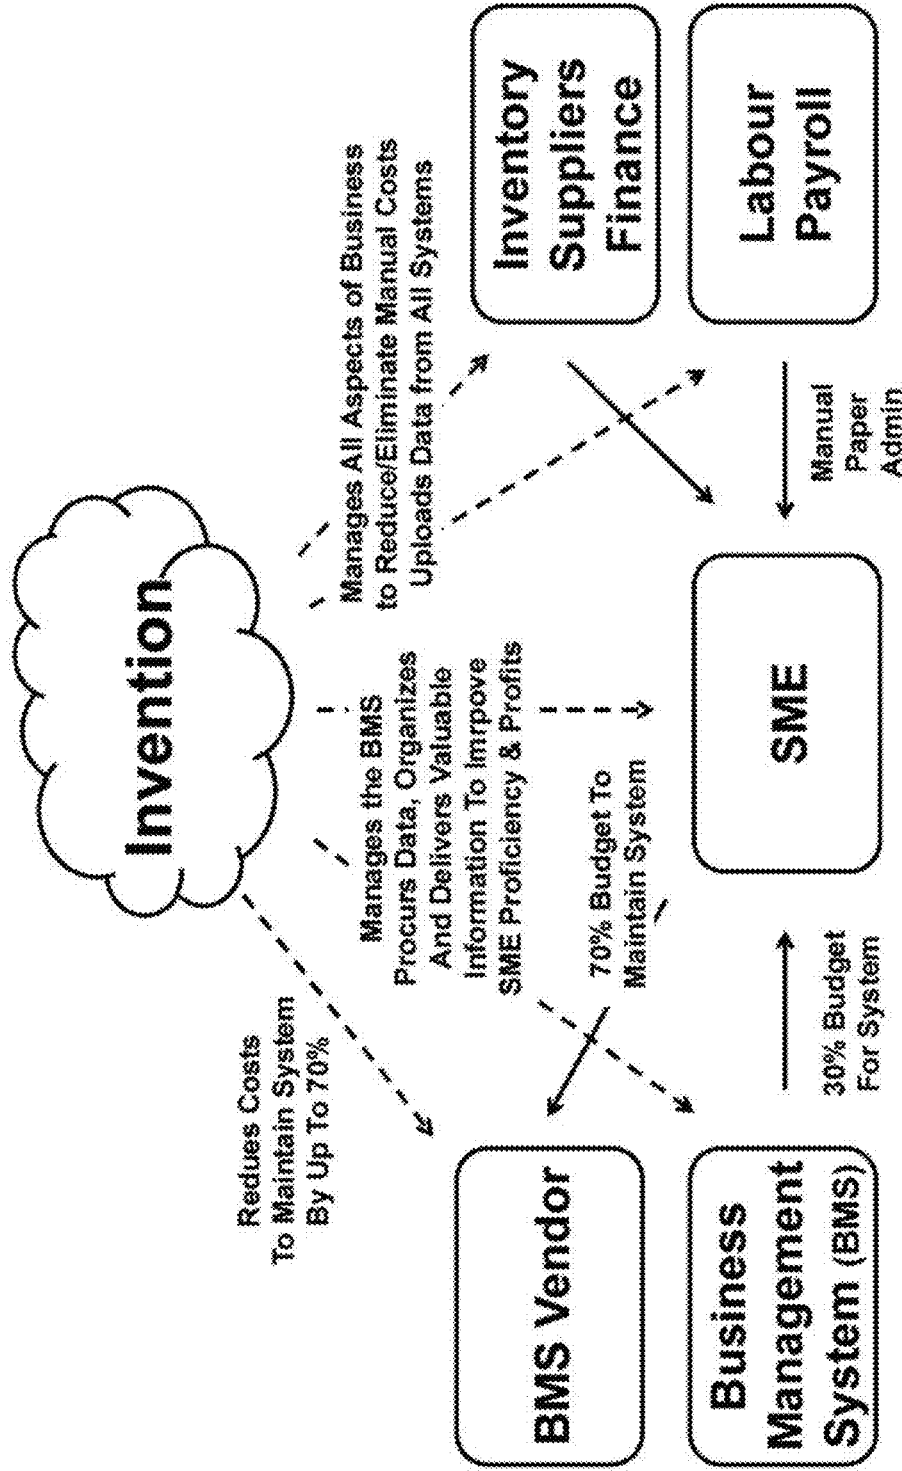 Invention
Redues Costs
To Maintain System
By Up To 70%
Manages the BMS
Procurs Data, Organizes
And Delivers Valuable
Information To Imrpove
SME Proficiency & Profits
Manages All Aspects of Business
to Reduce/Eliminate Manual Costs
Uploads Data from All Systems
BMS Vendor
70% Budget To
Maintain System
Inventory
Suppliers
Finance
Business
Management
System (BMS)
30% Budget
For System
SME
Manual
Paper
Admin
Labour
Payroll